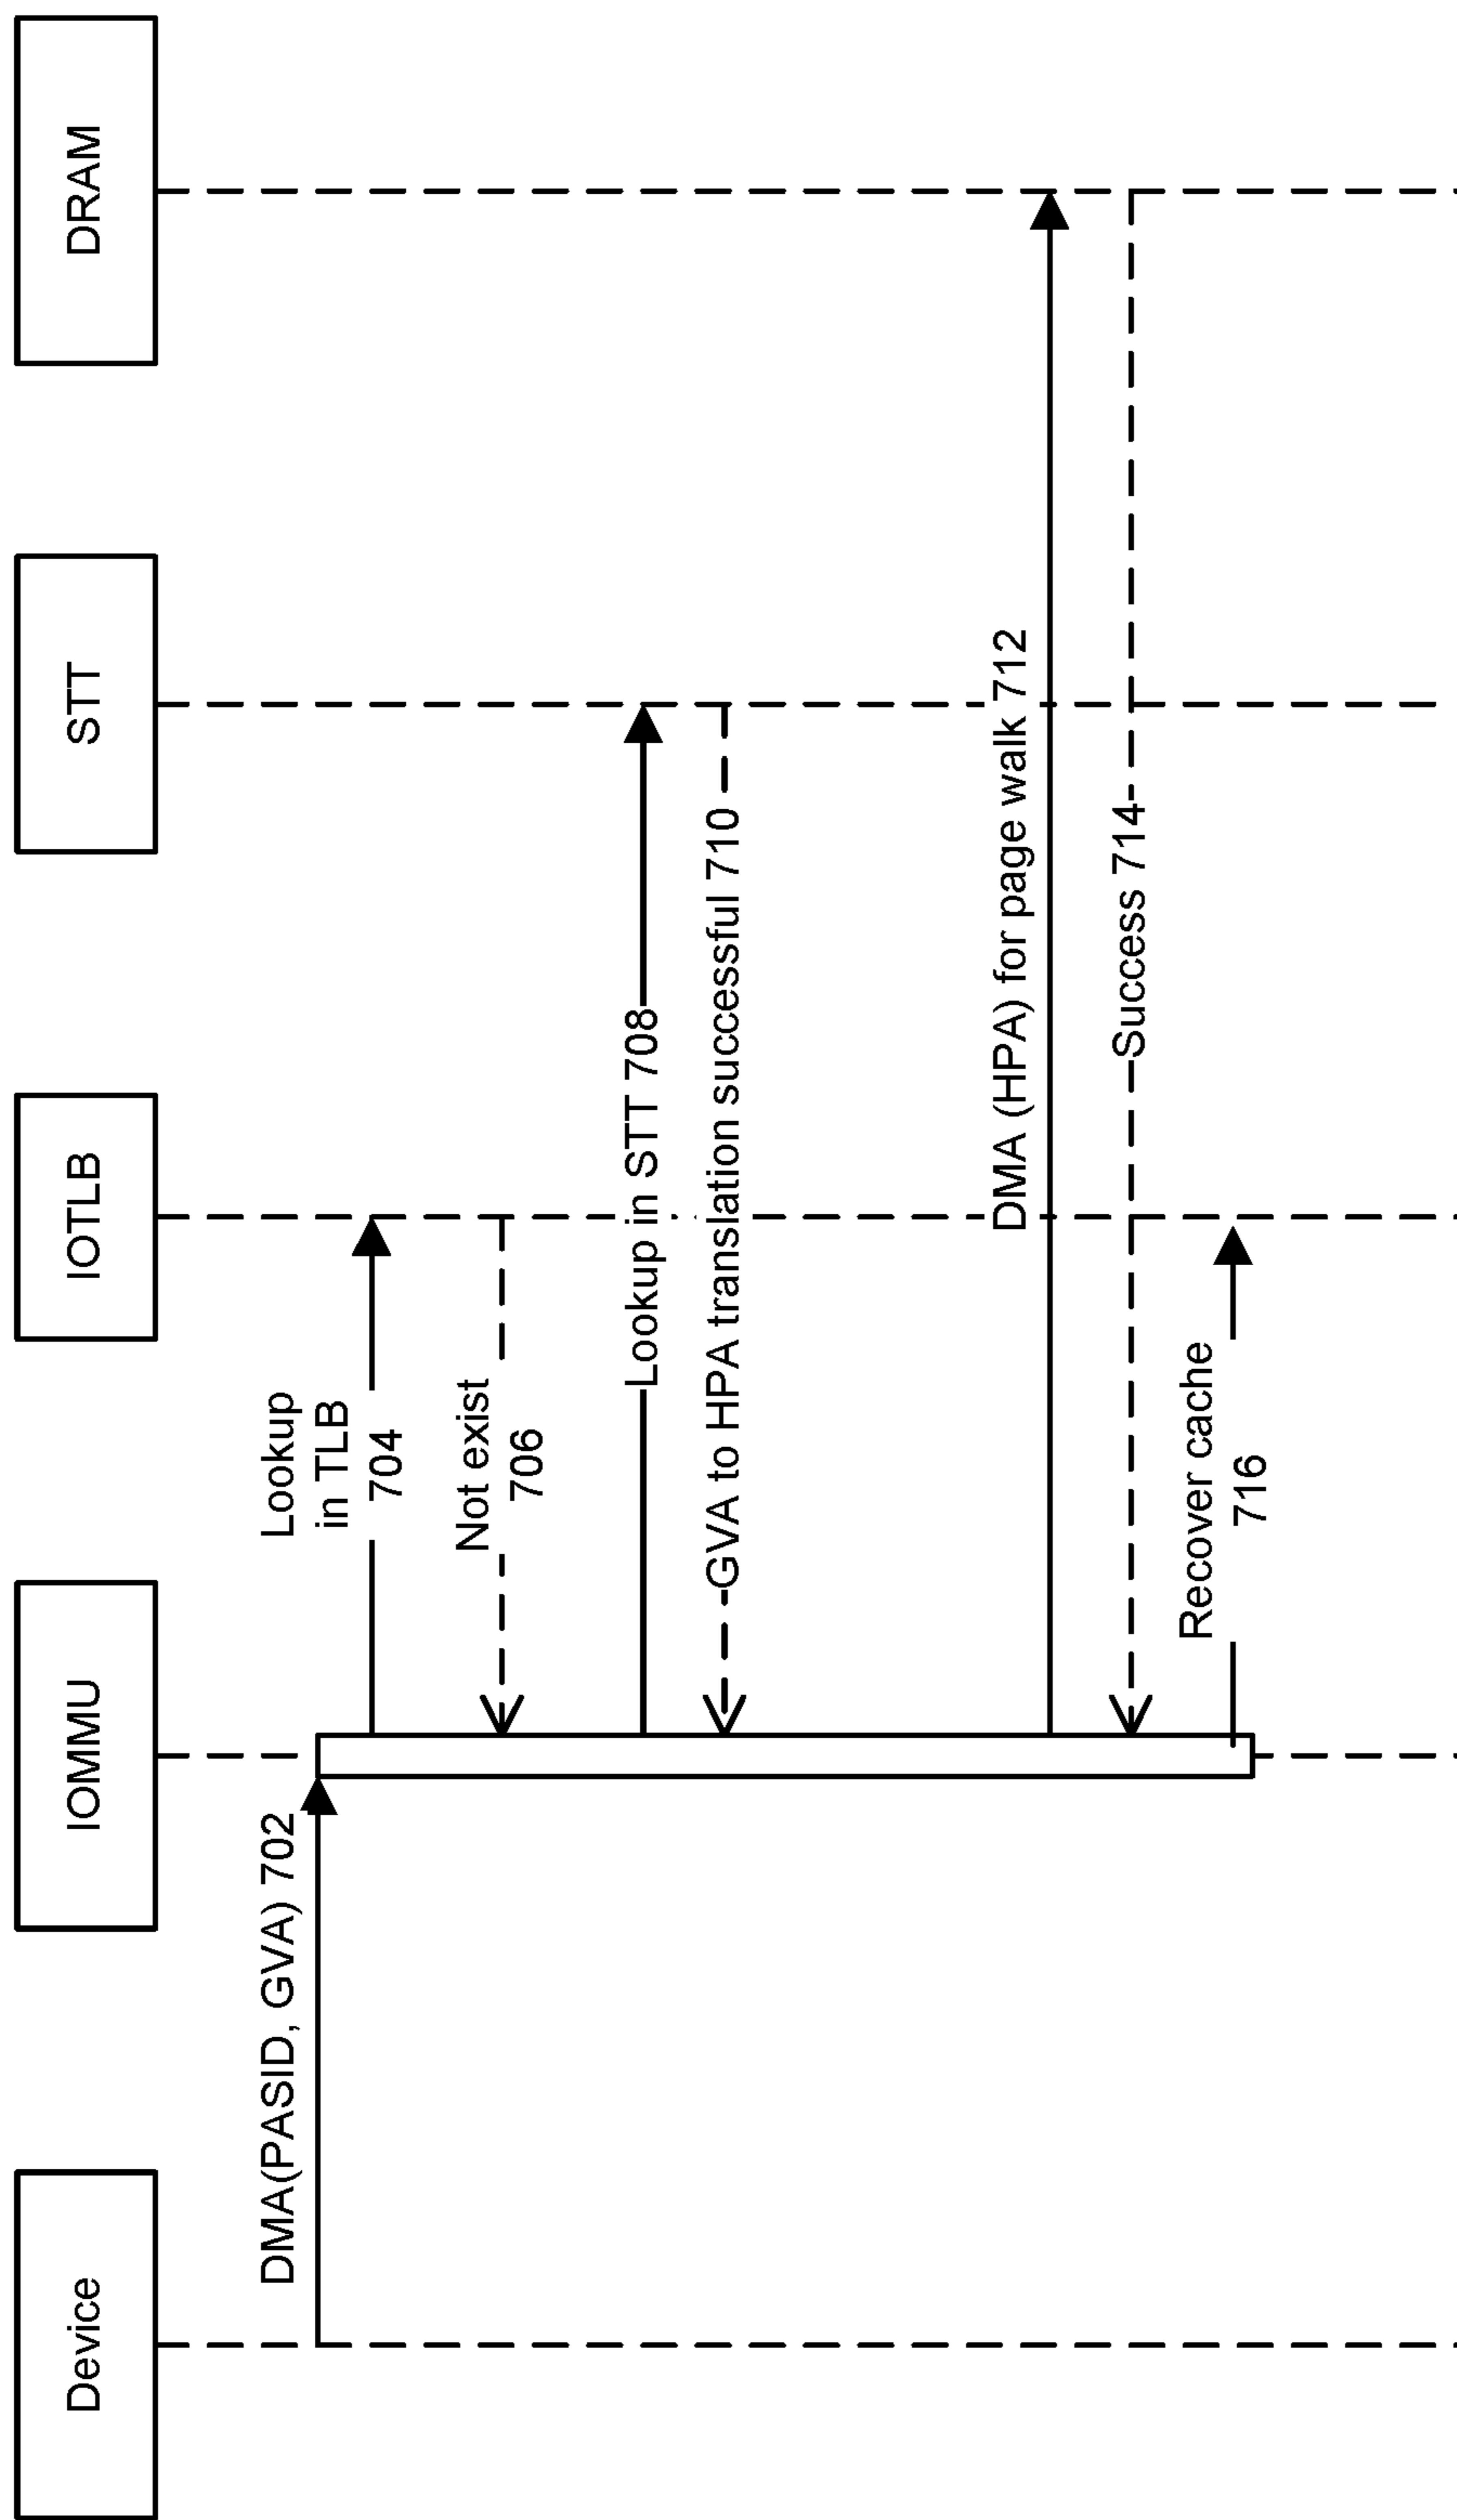 Device
IOMMU
IOTLB
STT
DRAM
DMA(PASID, GVA) 702
Lookup
in TLB
704
Not exist
706
Lookup in STT 708
GVA to HPA translation successful 710
DMA (HPA) for page walk 712
Success 714
Recover cache
716